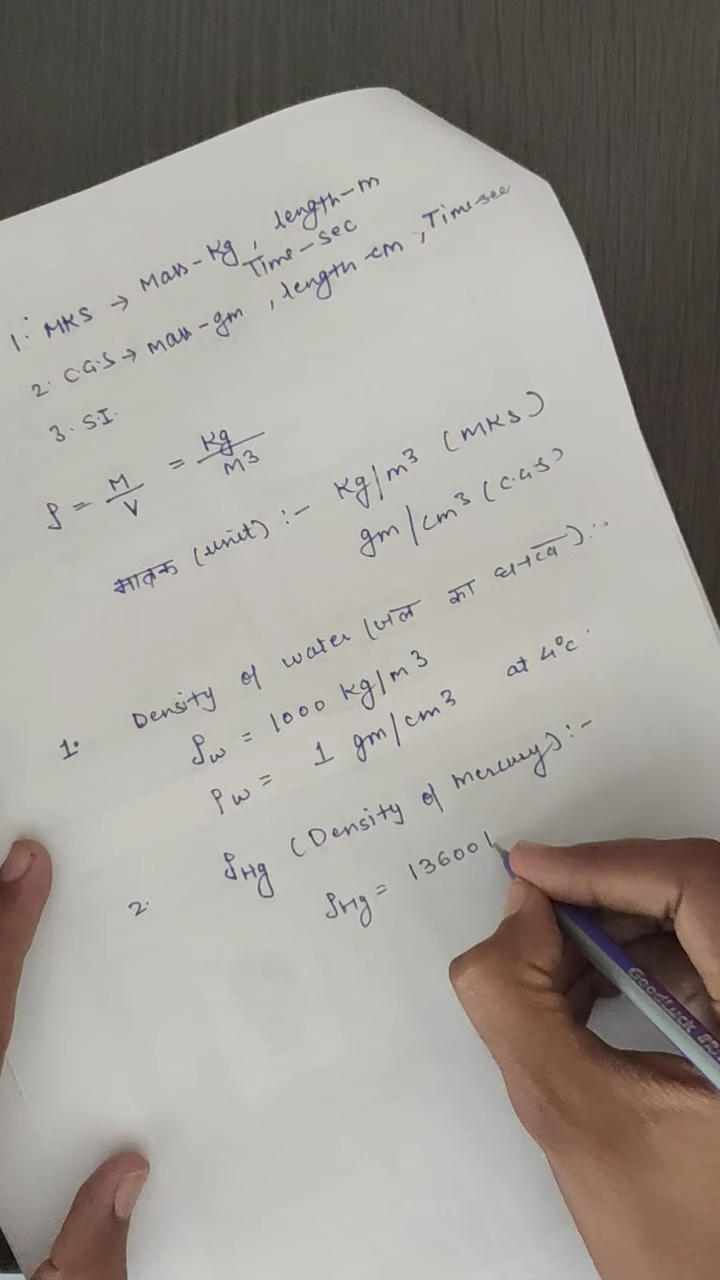 1. MKS → Mass-Kg, length-m
Time-sec
2. C.G.S → mass-gm, length-cm, Time-sec
3. SI.
ρ = M/V = Kg/M3
मात्रक (unit) :- Kg/m³ (MKS)
gm/cm³ (C.G.S)
1. Density of water (जल का घनत्व) :-
ρw = 1000 kg/m3
ρw = 1 gm/cm3 at 4°C.
2. ρHg (Density of mercury) :-
ρHg = 13600
GOODLUCK